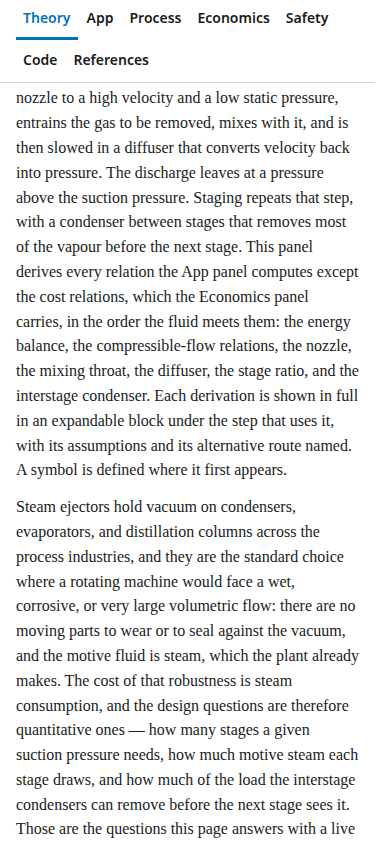 Theory App Process Economics Safety
Code References
nozzle to a high velocity and a low static pressure,
entrains the gas to be removed, mixes with it, and is
then slowed in a diffuser that converts velocity back
into pressure. The discharge leaves at a pressure
above the suction pressure. Staging repeats that step,
with a condenser between stages that removes most
of the vapour before the next stage. This panel
derives every relation the App panel computes except
the cost relations, which the Economics panel
carries, in the order the fluid meets them: the energy
balance, the compressible-flow relations, the nozzle,
the mixing throat, the diffuser, the stage ratio, and the
interstage condenser. Each derivation is shown in full
in an expandable block under the step that uses it,
with its assumptions and its alternative route named.
A symbol is defined where it first appears.
Steam ejectors hold vacuum on condensers,
evaporators, and distillation columns across the
process industries, and they are the standard choice
where a rotating machine would face a wet,
corrosive, or very large volumetric flow: there are no
moving parts to wear or to seal against the vacuum,
and the motive fluid is steam, which the plant already
makes. The cost of that robustness is steam
consumption, and the design questions are therefore
quantitative ones — how many stages a given
suction pressure needs, how much motive steam each
stage draws, and how much of the load the interstage
condensers can remove before the next stage sees it.
Those are the questions this page answers with a live